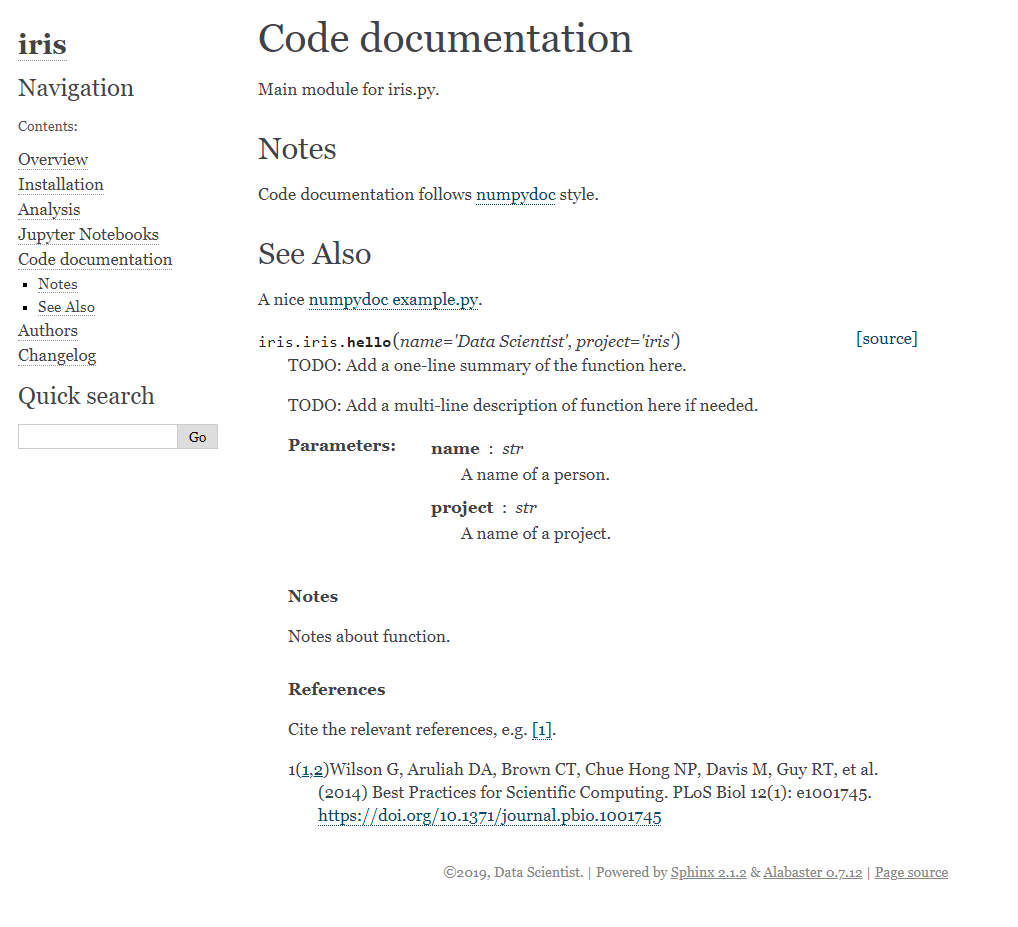 iris
Navigation
Contents:
Overview
Installation
Analysis
Jupyter Notebooks
Code documentation
Notes
See Also
Authors
Changelog
Quick search
Go
Code documentation
Main module for iris.py.
Notes
Code documentation follows numpydoc style.
See Also
A nice numpydoc example.py.
iris.iris.hello(name='Data Scientist', project='iris') [source]
TODO: Add a one-line summary of the function here.
TODO: Add a multi-line description of function here if needed.
Parameters: name : str
A name of a person.
project : str
A name of a project.
Notes
Notes about function.
References
Cite the relevant references, e.g. [1].
1(1,2)Wilson G, Aruliah DA, Brown CT, Chue Hong NP, Davis M, Guy RT, et al.
(2014) Best Practices for Scientific Computing. PLoS Biol 12(1): e1001745.
https://doi.org/10.1371/journal.pbio.1001745
©2019, Data Scientist. | Powered by Sphinx 2.1.2 & Alabaster 0.7.12 | Page source